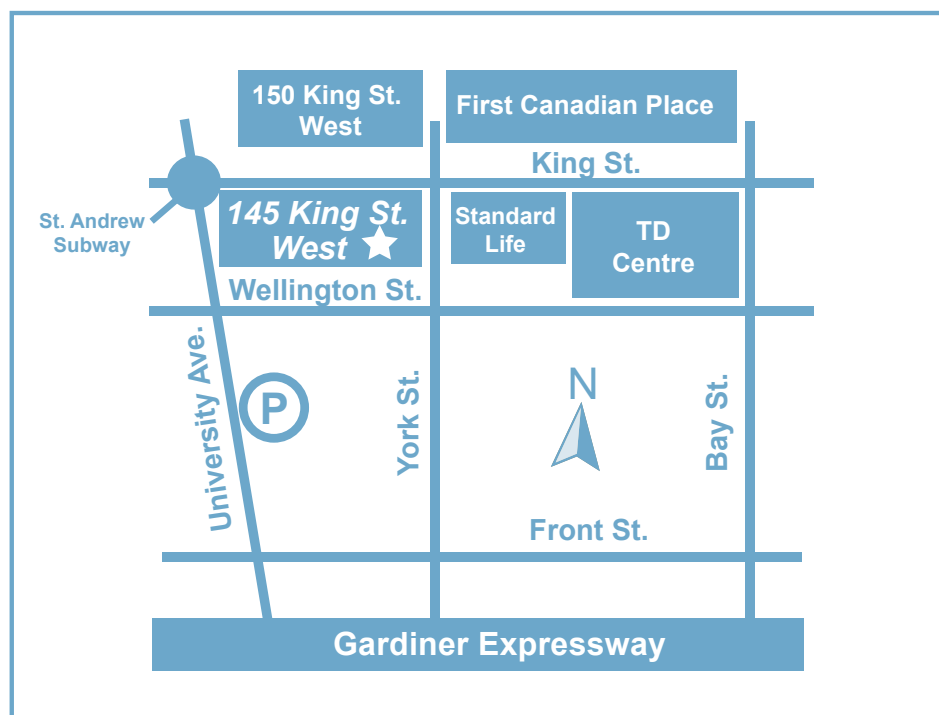 150 King St.
West
First Canadian Place
King St.
St. Andrew
Subway
145 King St.
West
Standard
Life
TD
Centre
Wellington St.
University Ave.
P
York St.
N
Bay St.
Front St.
Gardiner Expressway